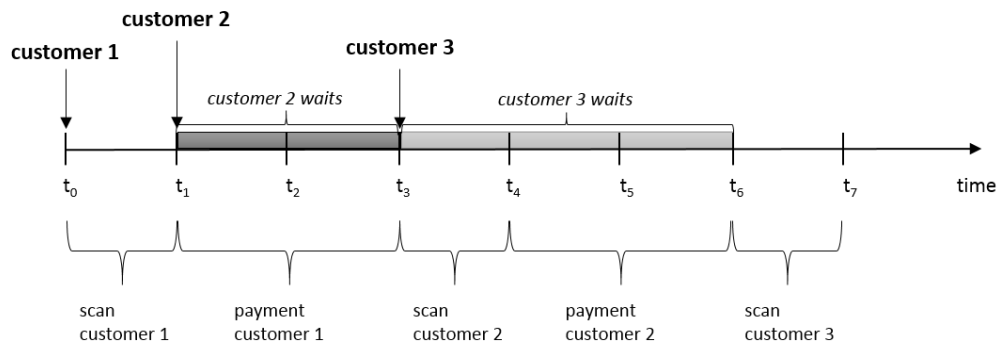 customer 2
customer 1
customer 3
customer 2 waits
customer 3 waits
t0 t1 t2 t3 t4 t5 t6 t7 time
scan customer 1
payment customer 1
scan customer 2
payment customer 2
scan customer 3